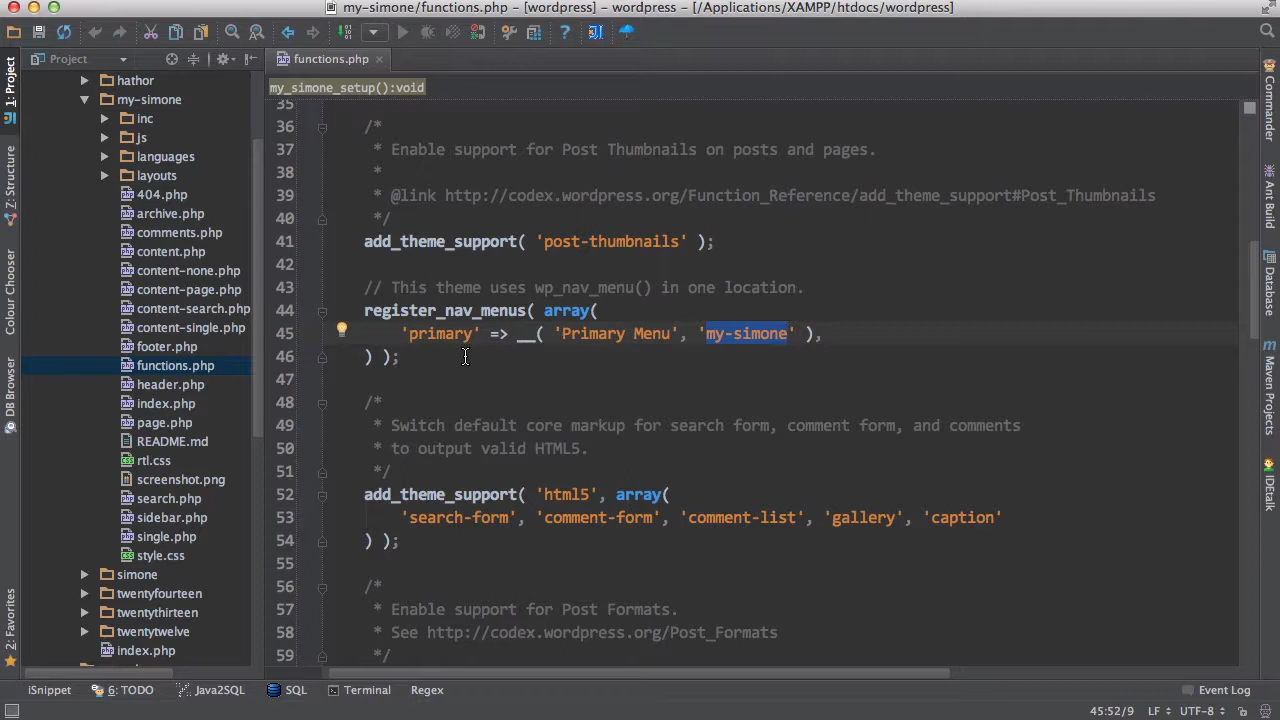 my-simone/functions.php - [wordpress] - wordpress - [/Applications/XAMPP/htdocs/wordpress]
Project
functions.php
my_simone_setup():void
1: Project
Z: Structure
Colour Chooser
DB Browser
2: Favorites
hathor
my-simone
inc
js
languages
layouts
404.php
archive.php
comments.php
content.php
content-none.php
content-page.php
content-search.php
content-single.php
footer.php
functions.php
header.php
index.php
page.php
README.md
rtl.css
screenshot.png
search.php
sidebar.php
single.php
style.css
simone
twentyfourteen
twentythirteen
twentytwelve
index.php
35
36 /*
37 * Enable support for Post Thumbnails on posts and pages.
38 *
39 * @link http://codex.wordpress.org/Function_Reference/add_theme_support#Post_Thumbnails
40 */
41 add_theme_support( 'post-thumbnails' );
42
43 // This theme uses wp_nav_menu() in one location.
44 register_nav_menus( array(
45 'primary' => __( 'Primary Menu', 'my-simone' ),
46 ) );
47
48 /*
49 * Switch default core markup for search form, comment form, and comments
50 * to output valid HTML5.
51 */
52 add_theme_support( 'html5', array(
53 'search-form', 'comment-form', 'comment-list', 'gallery', 'caption'
54 ) );
55
56 /*
57 * Enable support for Post Formats.
58 * See http://codex.wordpress.org/Post_Formats
59 */
Commander
Ant Build
Database
Maven Projects
IDEtalk
iSnippet
6: TODO
Java2SQL
SQL
Terminal
Regex
Event Log
45:52/9
LF
UTF-8